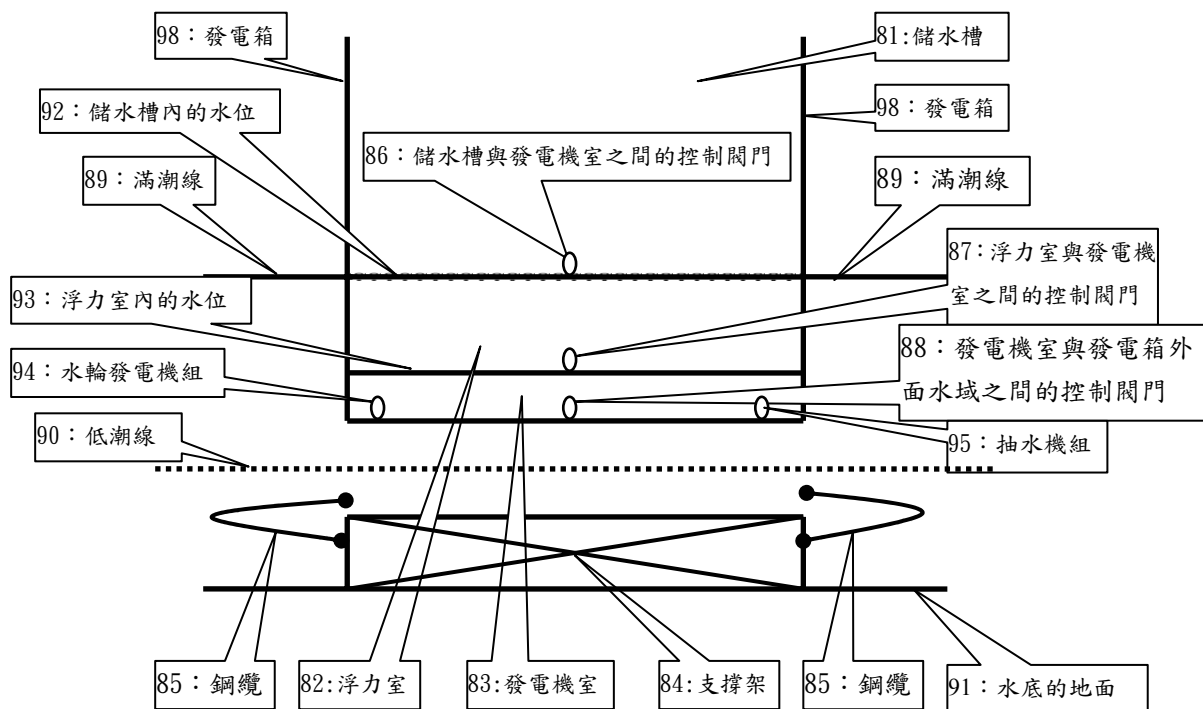 98：發電箱
81:儲水槽
92：儲水槽內的水位
98：發電箱
86：儲水槽與發電機室之間的控制閥門
89：滿潮線
89：滿潮線
87:浮力室與發電機
室之間的控制閥門
93：浮力室內的水位
88：發電機室與發電箱外
面水域之間的控制閥門
94：水輪發電機組
90：低潮線
95：抽水機組
85：鋼纜
82:浮力室
83:發電機室
84:支撐架
85：鋼纜
91：水底的地面